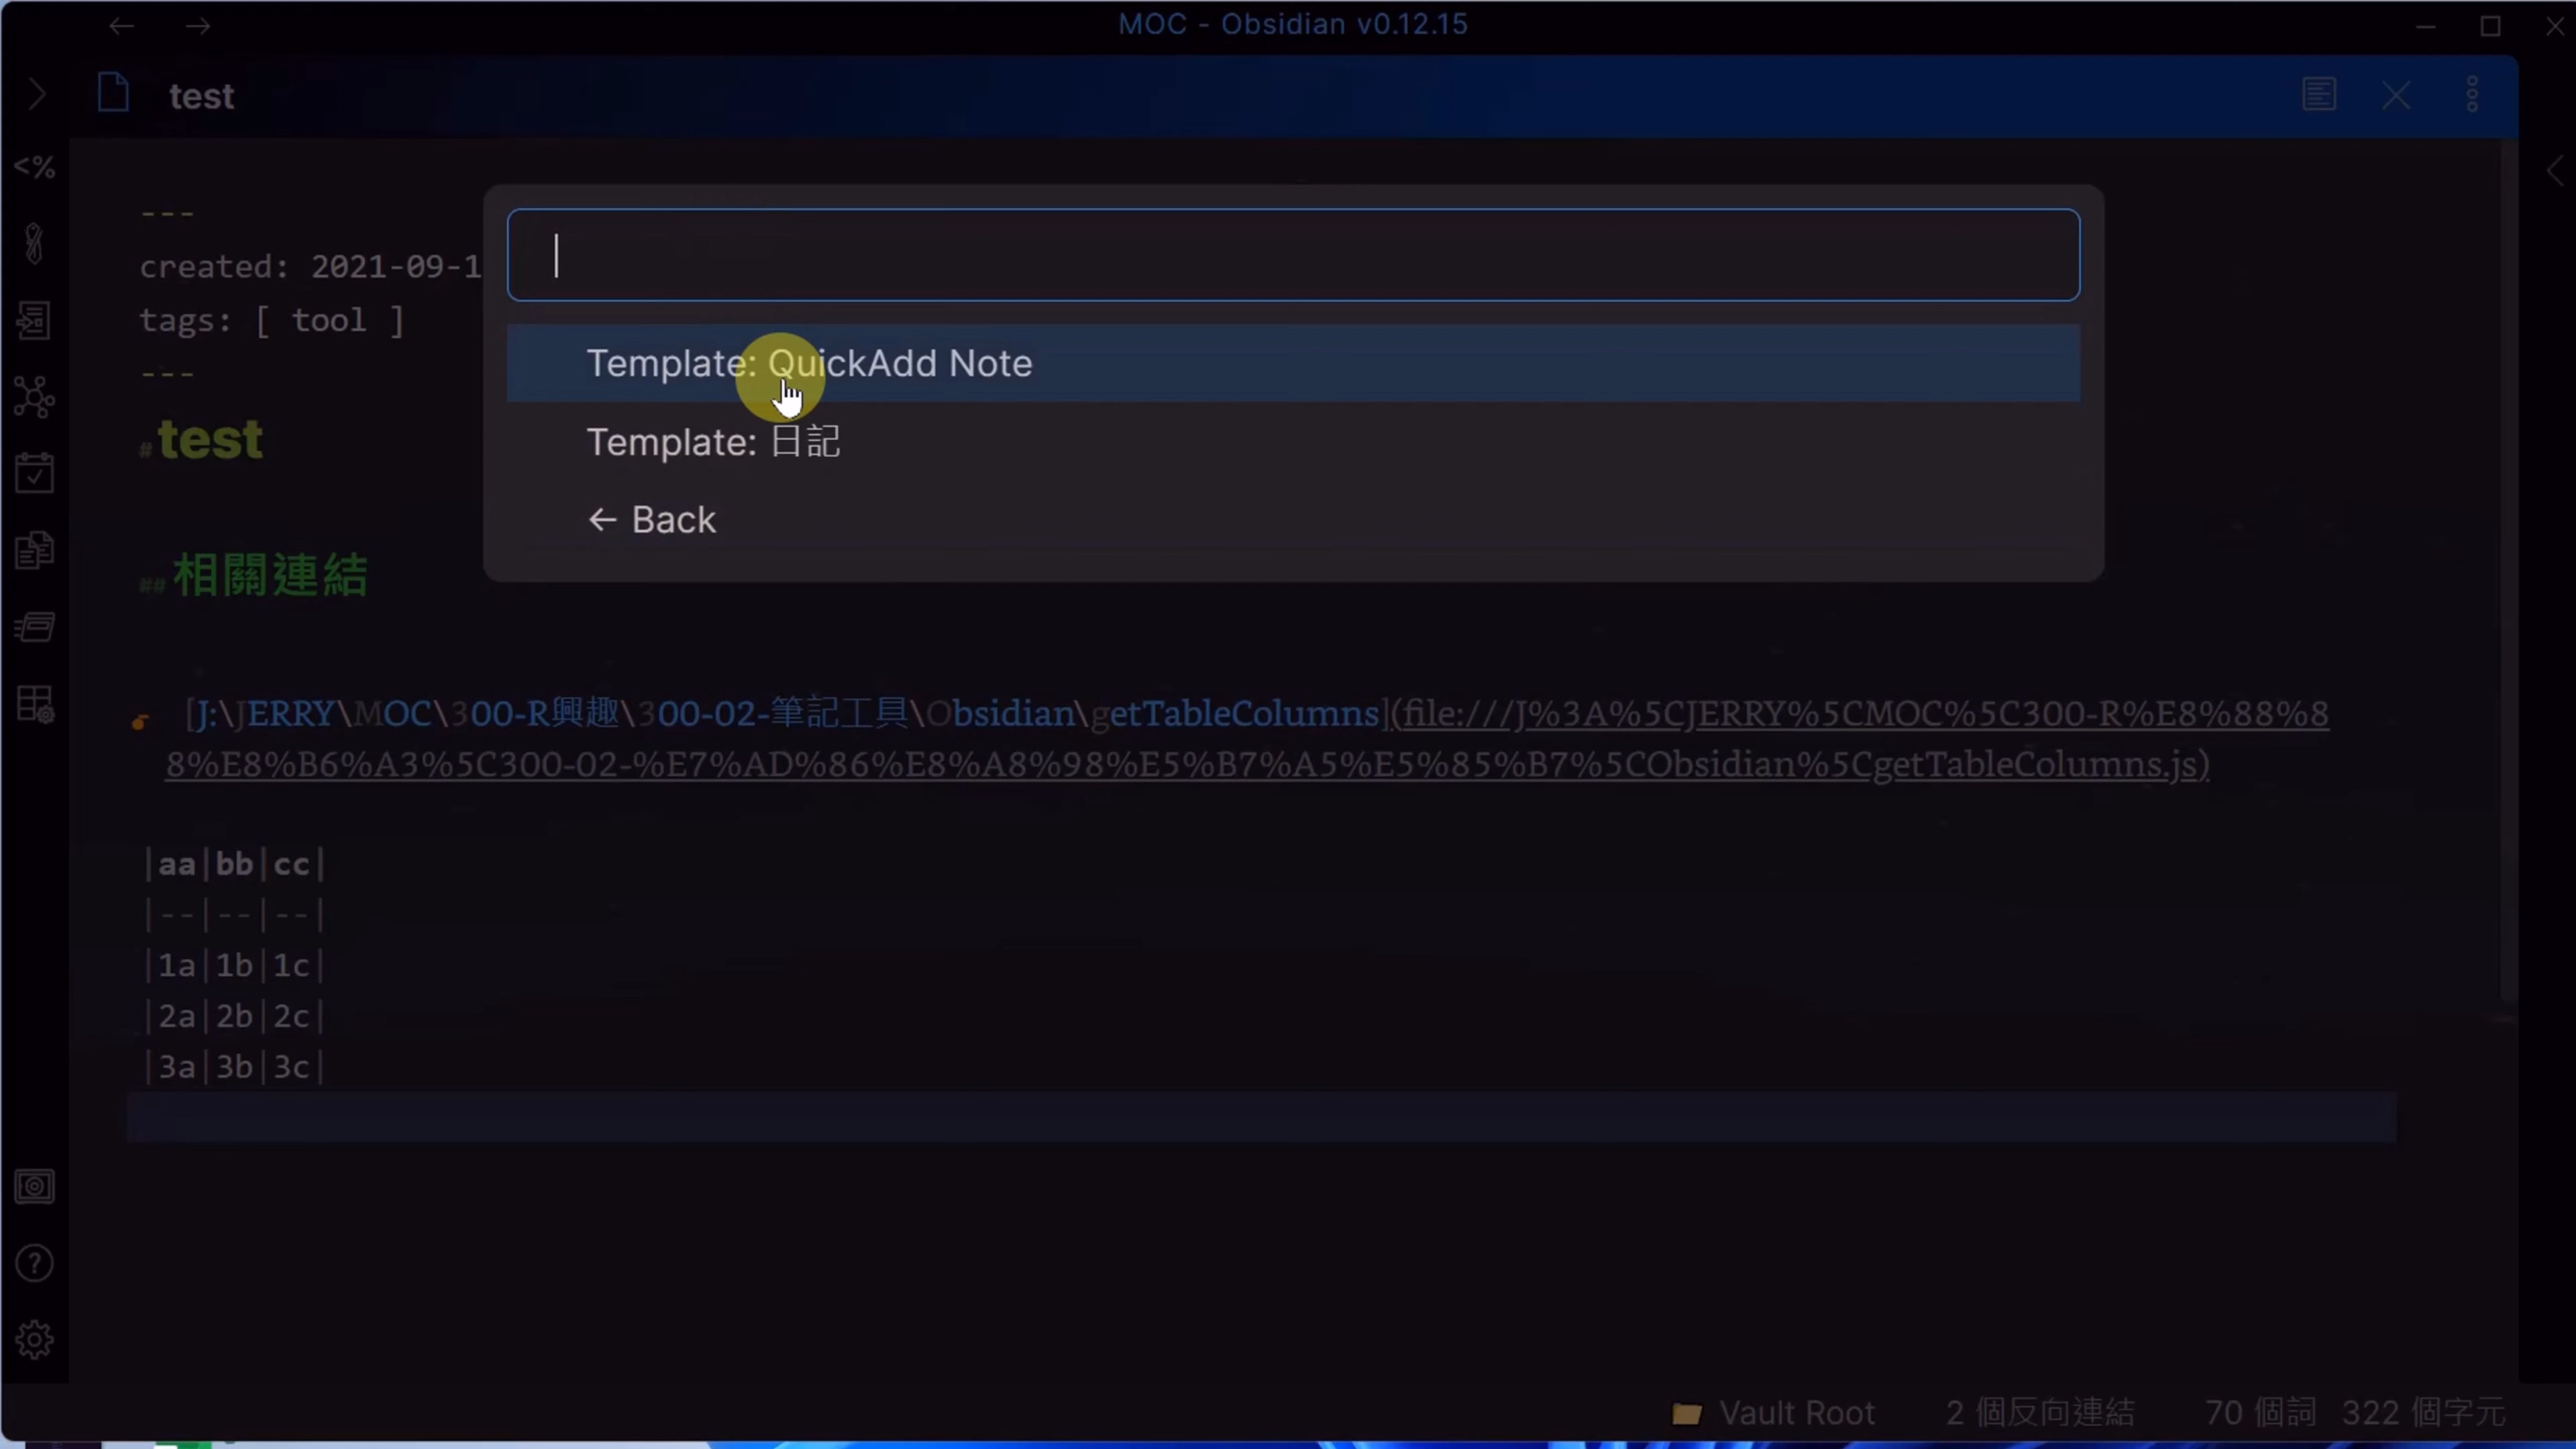 MOC - Obsidian v0.12.15
test
<%
---
created: 2021-09-1
tags: [ tool ]
---
Template: QuickAdd Note
Template: 日記
← Back
# test
## 相關連結
[J:\JERRY\MOC\300-R興趣\300-02-筆記工具\Obsidian\getTableColumns](file:///J%3A%5CJERRY%5CMOC%5C300-R%E8%88%8
8%E8%B6%A3%5C300-02-%E7%AD%86%E8%A8%98%E5%B7%A5%E5%85%B7%5CObsidian%5CgetTableColumns.js)
|aa|bb|cc|
|--|--|--|
|1a|1b|1c|
|2a|2b|2c|
|3a|3b|3c|
Vault Root 2 個反向連結 70 個詞 322 個字元